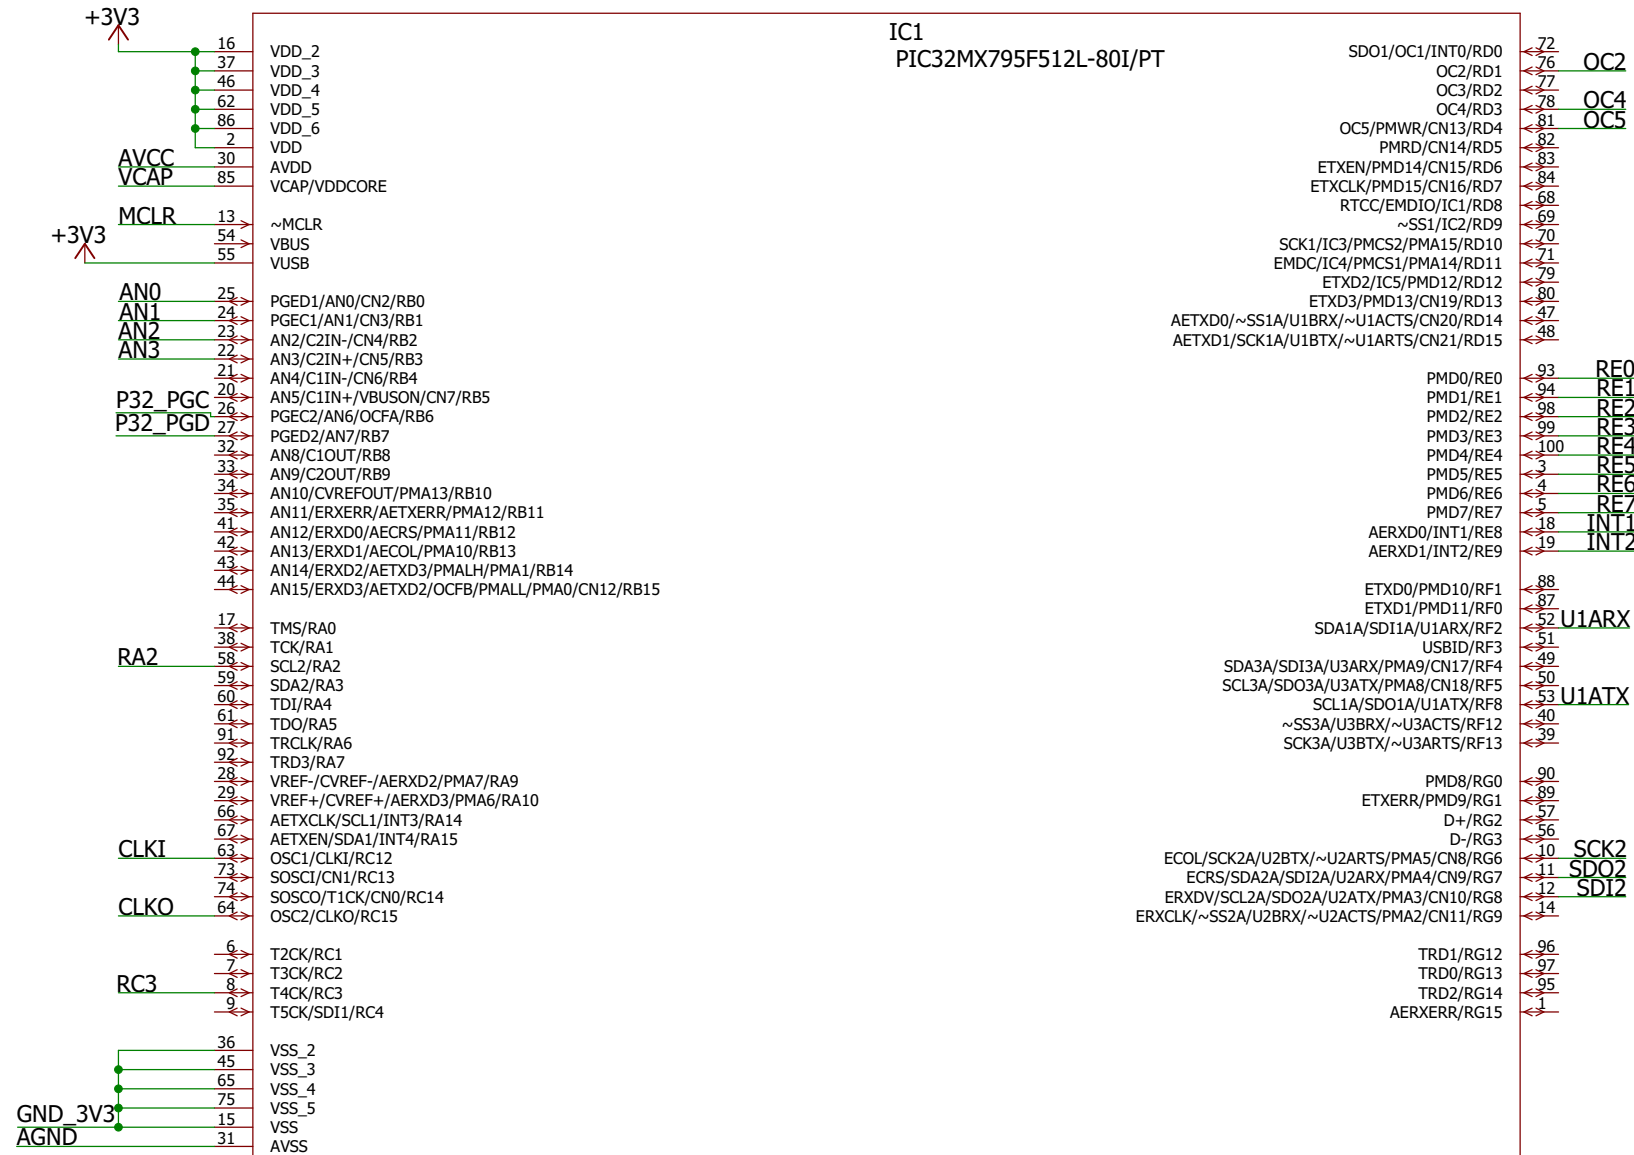 +3V3
IC1
PIC32MX795F512L-80I/PT
16 VDD_2
37 VDD_3
46 VDD_4
62 VDD_5
86 VDD_6
2 VDD
AVCC 30 AVDD
VCAP 85 VCAP/VDDCORE
MCLR 13 ~MCLR
54 VBUS
+3V3
55 VUSB
AN0 25 PGED1/AN0/CN2/RB0
AN1 24 PGEC1/AN1/CN3/RB1
AN2 23 AN2/C2IN-/CN4/RB2
AN3 22 AN3/C2IN+/CN5/RB3
21 AN4/C1IN-/CN6/RB4
20 AN5/C1IN+/VBUSON/CN7/RB5
P32_PGC 26 PGEC2/AN6/OCFA/RB6
P32_PGD 27 PGED2/AN7/RB7
32 AN8/C1OUT/RB8
33 AN9/C2OUT/RB9
34 AN10/CVREFOUT/PMA13/RB10
35 AN11/ERXERR/AETXERR/PMA12/RB11
41 AN12/ERXD0/AECRS/PMA11/RB12
42 AN13/ERXD1/AECOL/PMA10/RB13
43 AN14/ERXD2/AETXD3/PMALH/PMA1/RB14
44 AN15/ERXD3/AETXD2/OCFB/PMALL/PMA0/CN12/RB15
17 TMS/RA0
38 TCK/RA1
RA2 58 SCL2/RA2
59 SDA2/RA3
60 TDI/RA4
61 TDO/RA5
91 TRCLK/RA6
92 TRD3/RA7
28 VREF-/CVREF-/AERXD2/PMA7/RA9
29 VREF+/CVREF+/AERXD3/PMA6/RA10
66 AETXCLK/SCL1/INT3/RA14
67 AETXEN/SDA1/INT4/RA15
CLKI 63 OSC1/CLKI/RC12
73 SOSCI/CN1/RC13
74 SOSCO/T1CK/CN0/RC14
CLKO 64 OSC2/CLKO/RC15
6 T2CK/RC1
7 T3CK/RC2
RC3 8 T4CK/RC3
9 T5CK/SDI1/RC4
36 VSS_2
45 VSS_3
65 VSS_4
75 VSS_5
GND_3V3 15 VSS
AGND 31 AVSS
SDO1/OC1/INT0/RD0 72
OC2/RD1 76 OC2
OC3/RD2 77
OC4/RD3 78 OC4
OC5/PMWR/CN13/RD4 81 OC5
PMRD/CN14/RD5 82
ETXEN/PMD14/CN15/RD6 83
ETXCLK/PMD15/CN16/RD7 84
RTCC/EMDIO/IC1/RD8 68
~SS1/IC2/RD9 69
SCK1/IC3/PMCS2/PMA15/RD10 70
EMDC/IC4/PMCS1/PMA14/RD11 71
ETXD2/IC5/PMD12/RD12 79
ETXD3/PMD13/CN19/RD13 80
AETXD0/~SS1A/U1BRX/~U1ACTS/CN20/RD14 47
AETXD1/SCK1A/U1BTX/~U1ARTS/CN21/RD15 48
PMD0/RE0 93 RE0
PMD1/RE1 94 RE1
PMD2/RE2 98 RE2
PMD3/RE3 99 RE3
PMD4/RE4 100 RE4
PMD5/RE5 3 RE5
PMD6/RE6 4 RE6
PMD7/RE7 5 RE7
AERXD0/INT1/RE8 18 INT1
AERXD1/INT2/RE9 19 INT2
ETXD0/PMD10/RF1 88
ETXD1/PMD11/RF0 87
SDA1A/SDI1A/U1ARX/RF2 52 U1ARX
USBID/RF3 51
SDA3A/SDI3A/U3ARX/PMA9/CN17/RF4 49
SCL3A/SDO3A/U3ATX/PMA8/CN18/RF5 50
SCL1A/SDO1A/U1ATX/RF8 53 U1ATX
~SS3A/U3BRX/~U3ACTS/RF12 40
SCK3A/U3BTX/~U3ARTS/RF13 39
PMD8/RG0 90
ETXERR/PMD9/RG1 89
D+/RG2 57
D-/RG3 56
ECOL/SCK2A/U2BTX/~U2ARTS/PMA5/CN8/RG6 10 SCK2
ECRS/SDA2A/SDI2A/U2ARX/PMA4/CN9/RG7 11 SDO2
ERXDV/SCL2A/SDO2A/U2ATX/PMA3/CN10/RG8 12 SDI2
ERXCLK/~SS2A/U2BRX/~U2ACTS/PMA2/CN11/RG9 14
TRD1/RG12 96
TRD0/RG13 97
TRD2/RG14 95
AERXERR/RG15 1